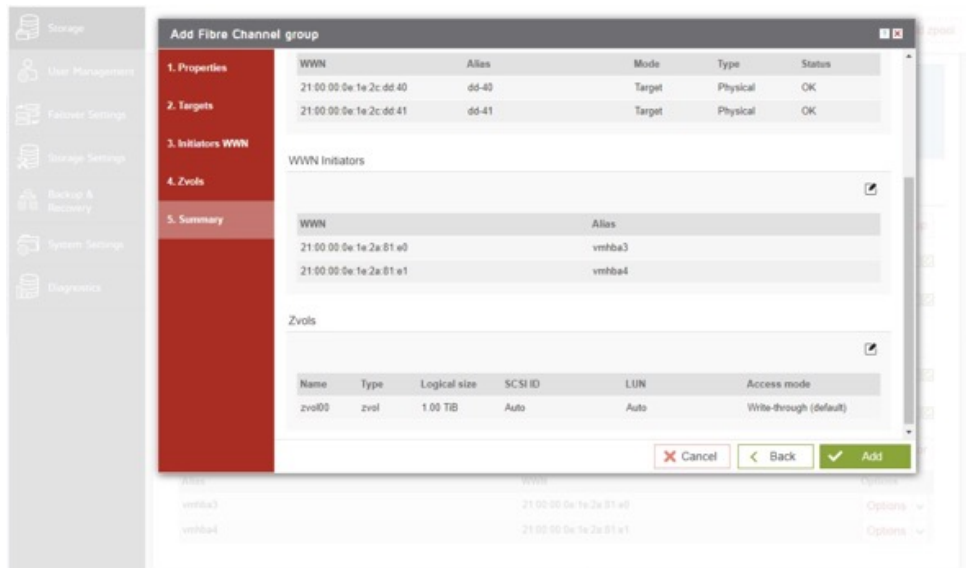 Storage
User Management
Failover Settings
Storage Settings
Backup &
Recovery
System Settings
Diagnostics
zpool
Add Fibre Channel group
1. Properties
2. Targets
3. Initiators WWN
4. Zvols
5. Summary
WWN Alias Mode Type Status
21:00:00:0e:1e:2c:dd:40 dd-40 Target Physical OK
21:00:00:0e:1e:2c:dd:41 dd-41 Target Physical OK
WWN Initiators
WWN Alias
21:00:00:0e:1e:2a:81:e0 vmhba3
21:00:00:0e:1e:2a:81:e1 vmhba4
Zvols
Name Type Logical size SCSI ID LUN Access mode
zvol00 zvol 1.00 TiB Auto Auto Write-through (default)
Cancel Back Add
Alias WWN Options
vmhba3 21:00:00:0e:1e:2a:81:e0 Options
vmhba4 21:00:00:0e:1e:2a:81:e1 Options